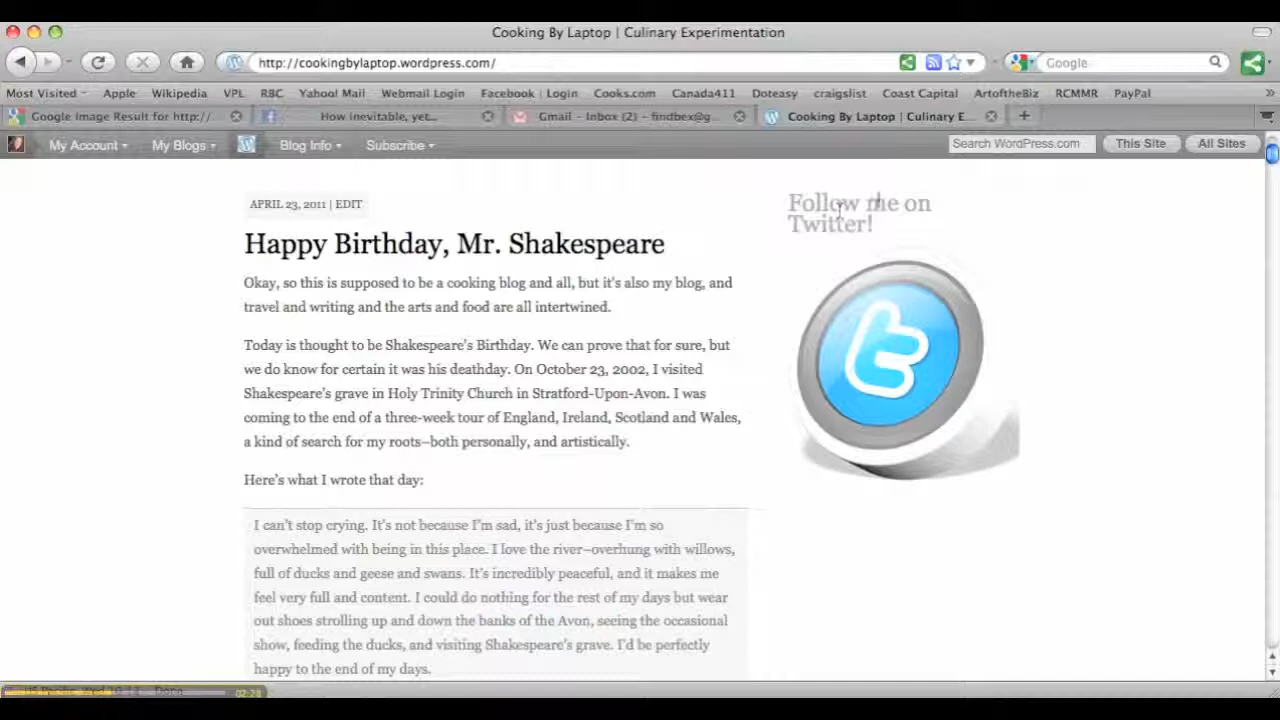 Cooking By Laptop | Culinary Experimentation
http://cookingbylaptop.wordpress.com/
Google
Most Visited Apple Wikipedia VPL RBC Yahoo! Mail Webmail Login Facebook | Login Cooks.com Canada411 Doteasy craigslist Coast Capital ArtoftheBiz RCMMR PayPal »
Google Image Result for http://
How inevitable, yet...
Gmail - Inbox (2) - findbex@g...
Cooking By Laptop | Culinary E...
My Account My Blogs Blog Info Subscribe
Search WordPress.com This Site All Sites
APRIL 23, 2011 | EDIT
Happy Birthday, Mr. Shakespeare
Okay, so this is supposed to be a cooking blog and all, but it's also my blog, and
travel and writing and the arts and food are all intertwined.
Today is thought to be Shakespeare's Birthday. We can prove that for sure, but
we do know for certain it was his deathday. On October 23, 2002, I visited
Shakespeare's grave in Holy Trinity Church in Stratford-Upon-Avon. I was
coming to the end of a three-week tour of England, Ireland, Scotland and Wales,
a kind of search for my roots–both personally, and artistically.
Here's what I wrote that day:
I can't stop crying. It's not because I'm sad, it's just because I'm so
overwhelmed with being in this place. I love the river–overhung with willows,
full of ducks and geese and swans. It's incredibly peaceful, and it makes me
feel very full and content. I could do nothing for the rest of my days but wear
out shoes strolling up and down the banks of the Avon, seeing the occasional
show, feeding the ducks, and visiting Shakespeare's grave. I'd be perfectly
happy to the end of my days.
Follow me on
Twitter!
t
Done
02:28